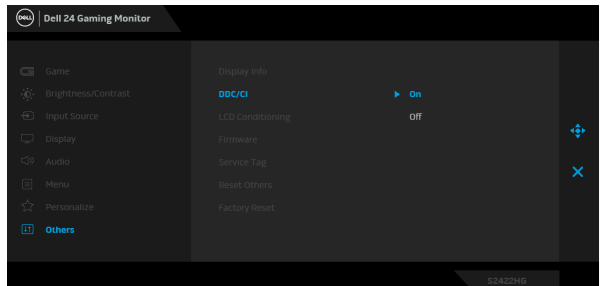 DELL Dell 24 Gaming Monitor
Game
Brightness/Contrast
Input Source
Display
Audio
Menu
Personalize
Others
Display Info
DDC/CI On
LCD Conditioning Off
Firmware
Service Tag
Reset Others
Factory Reset
S2422HG